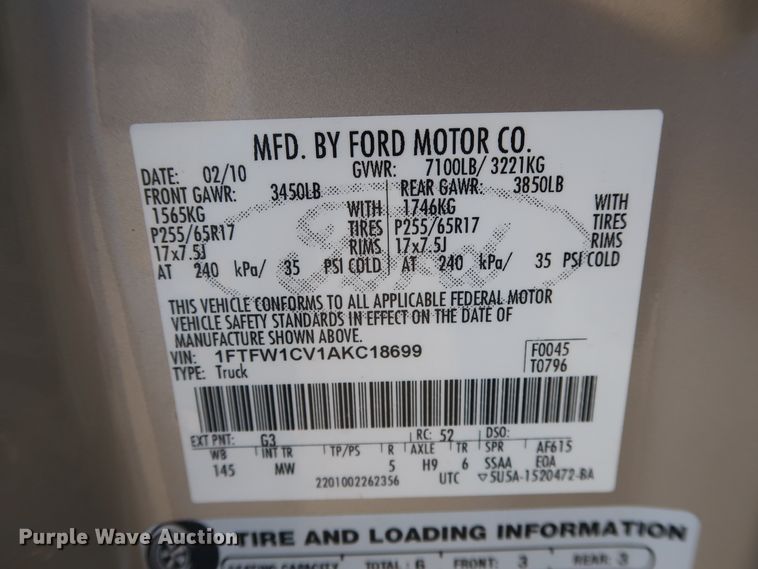 MFD. BY FORD MOTOR CO.
DATE: 02/10 GVWR: 7100LB/ 3221KG
FRONT GAWR: 3450LB REAR GAWR: 3850LB
1565KG WITH 1746KG WITH
P255/65R17 TIRES P255/65R17 TIRES
17x7.5J RIMS 17x7.5J RIMS
AT 240 kPa/ 35 PSI COLD AT 240 kPa/ 35 PSI COLD
THIS VEHICLE CONFORMS TO ALL APPLICABLE FEDERAL MOTOR
VEHICLE SAFETY STANDARDS IN EFFECT ON THE DATE OF
MANUFACTURE SHOWN ABOVE.
VIN: 1FTFW1CV1AKC18699 F0045
TYPE: Truck T0796
EXT PNT: G3 RC: 52 DSO:
WB INT TR TP/PS R AXLE TR SPR AF615
145 MW 5 H9 6 SSAA E0A
2201002262356 UTC ▽5U5A-1520472-BA
TIRE AND LOADING INFORMATION
SEATING CAPACITY TOTAL: 6 FRONT: 3 REAR: 3
Purple Wave Auction